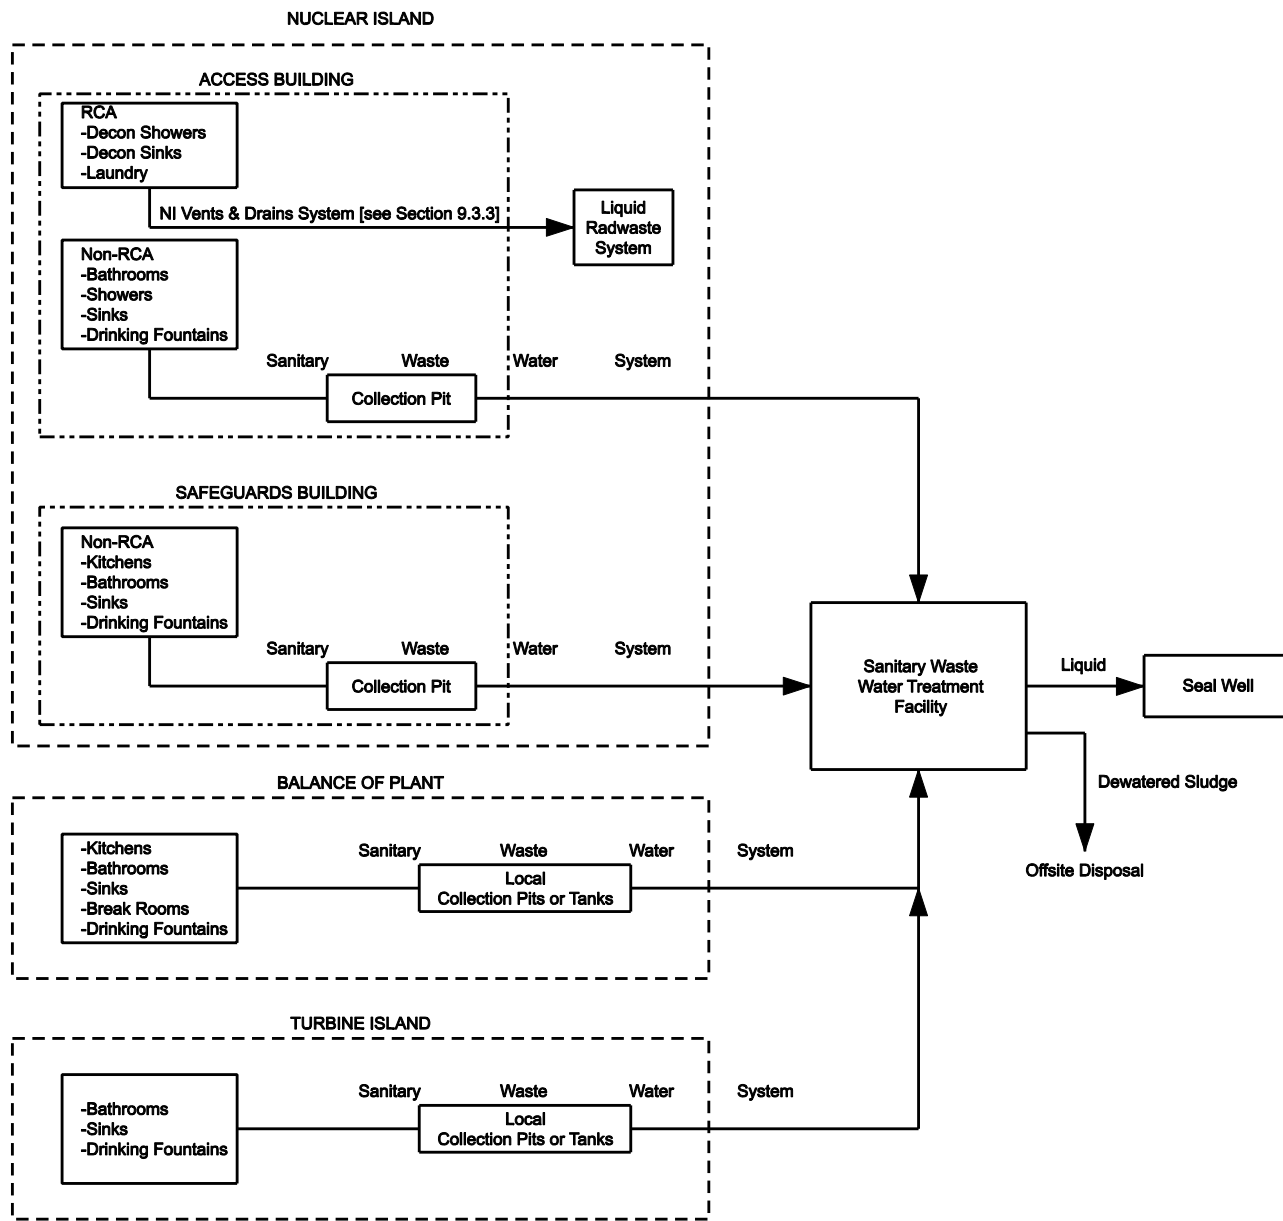 NUCLEAR ISLAND
ACCESS BUILDING
RCA
-Decon Showers
-Decon Sinks
-Laundry
NI Vents & Drains System [see Section 9.3.3]
Liquid
Radwaste
System
Non-RCA
-Bathrooms
-Showers
-Sinks
-Drinking Fountains
Sanitary Waste Water System
Collection Pit
SAFEGUARDS BUILDING
Non-RCA
-Kitchens
-Bathrooms
-Sinks
-Drinking Fountains
Sanitary Waste Water System
Collection Pit
Sanitary Waste
Water Treatment
Facility
Liquid
Seal Well
Dewatered Sludge
Offsite Disposal
BALANCE OF PLANT
-Kitchens
-Bathrooms
-Sinks
-Break Rooms
-Drinking Fountains
Sanitary Waste Water System
Local
Collection Pits or Tanks
TURBINE ISLAND
-Bathrooms
-Sinks
-Drinking Fountains
Sanitary Waste Water System
Local
Collection Pits or Tanks